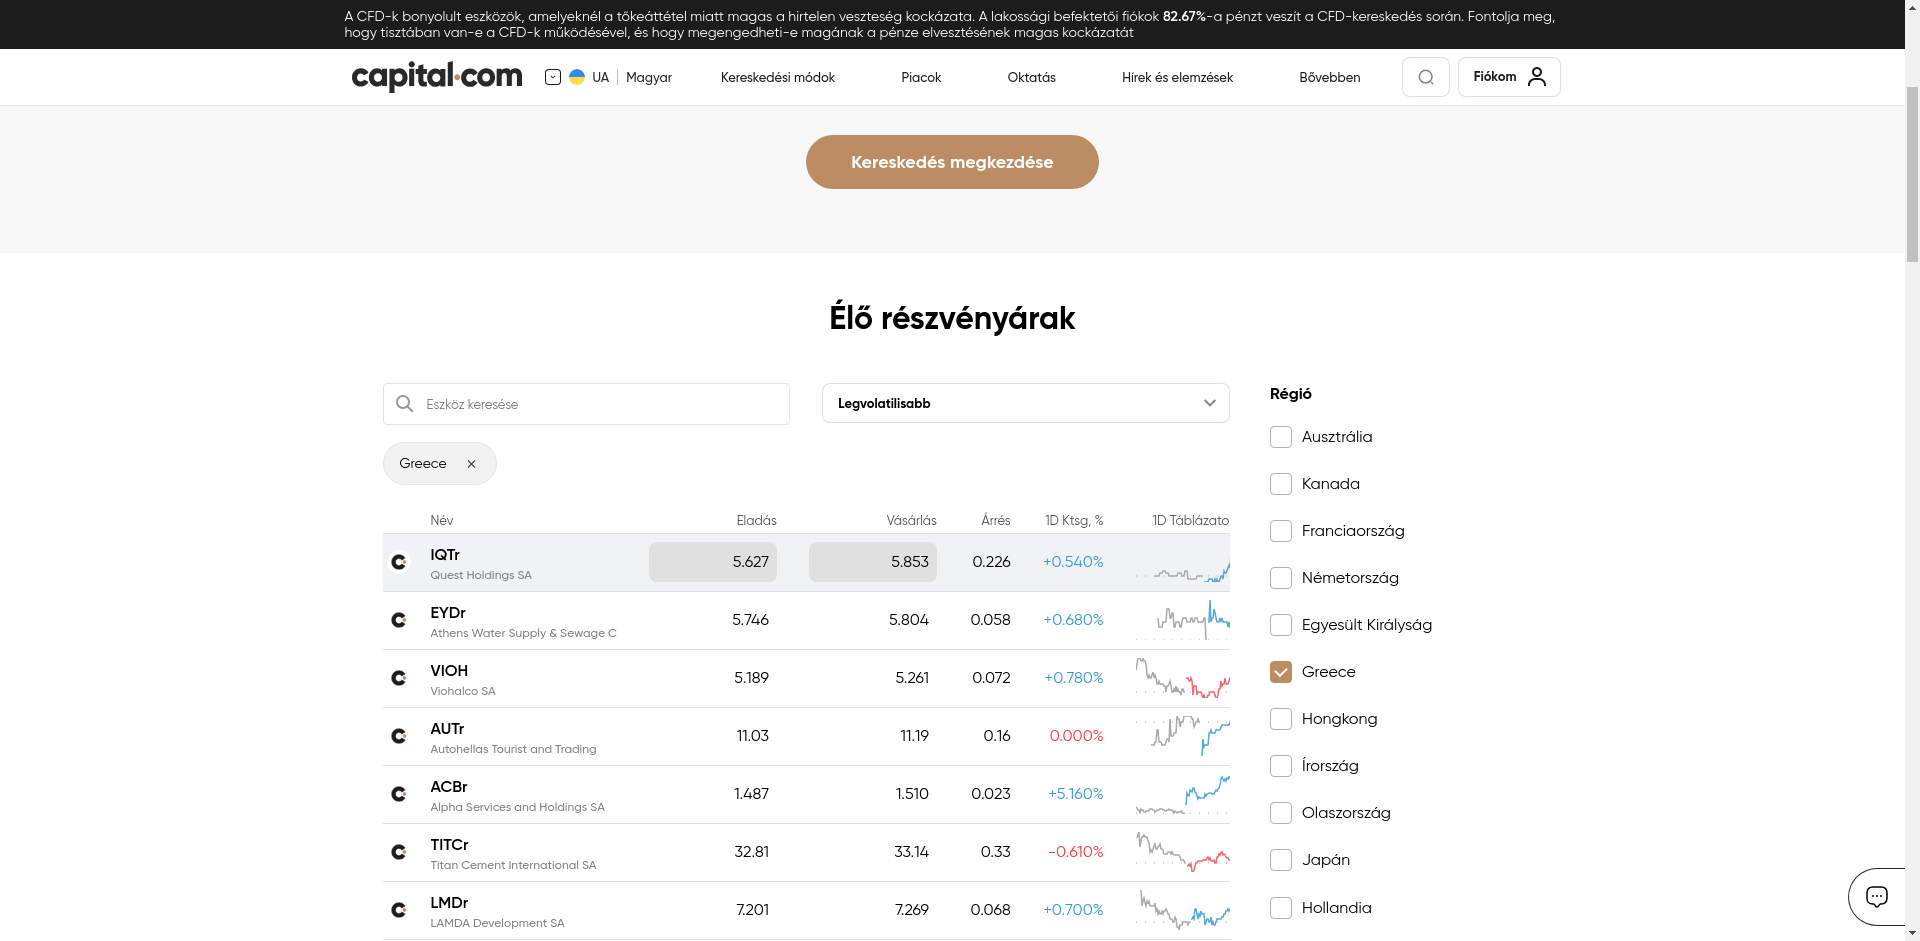 A CFD-k bonyolult eszközök, amelyeknél a tőkeáttétel miatt magas a hirtelen veszteség kockázata. A lakossági befektetői fiókok 82.67%-a pénzt veszít a CFD-kereskedés során. Fontolja meg,
hogy tisztában van-e a CFD-k működésével, és hogy megengedheti-e magának a pénze elvesztésének magas kockázatát
capital.com UA Magyar Kereskedési módok Piacok Oktatás Hírek és elemzések Bővebben Fiókom
Kereskedés megkezdése
Élő részvényárak
Eszköz keresése
Legvolatilisabb
Greece
Név Eladás Vásárlás Árrés 1D Ktsg, % 1D Táblázato
IQTr 5.627 5.853 0.226 +0.540%
Quest Holdings SA
EYDr 5.746 5.804 0.058 +0.680%
Athens Water Supply & Sewage C
VIOH 5.189 5.261 0.072 +0.780%
Viohalco SA
AUTr 11.03 11.19 0.16 0.000%
Autohellas Tourist and Trading
ACBr 1.487 1.510 0.023 +5.160%
Alpha Services and Holdings SA
TITCr 32.81 33.14 0.33 -0.610%
Titan Cement International SA
LMDr 7.201 7.269 0.068 +0.700%
LAMDA Development SA
Régió
Ausztrália
Kanada
Franciaország
Németország
Egyesült Királyság
Greece
Hongkong
Írország
Olaszország
Japán
Hollandia